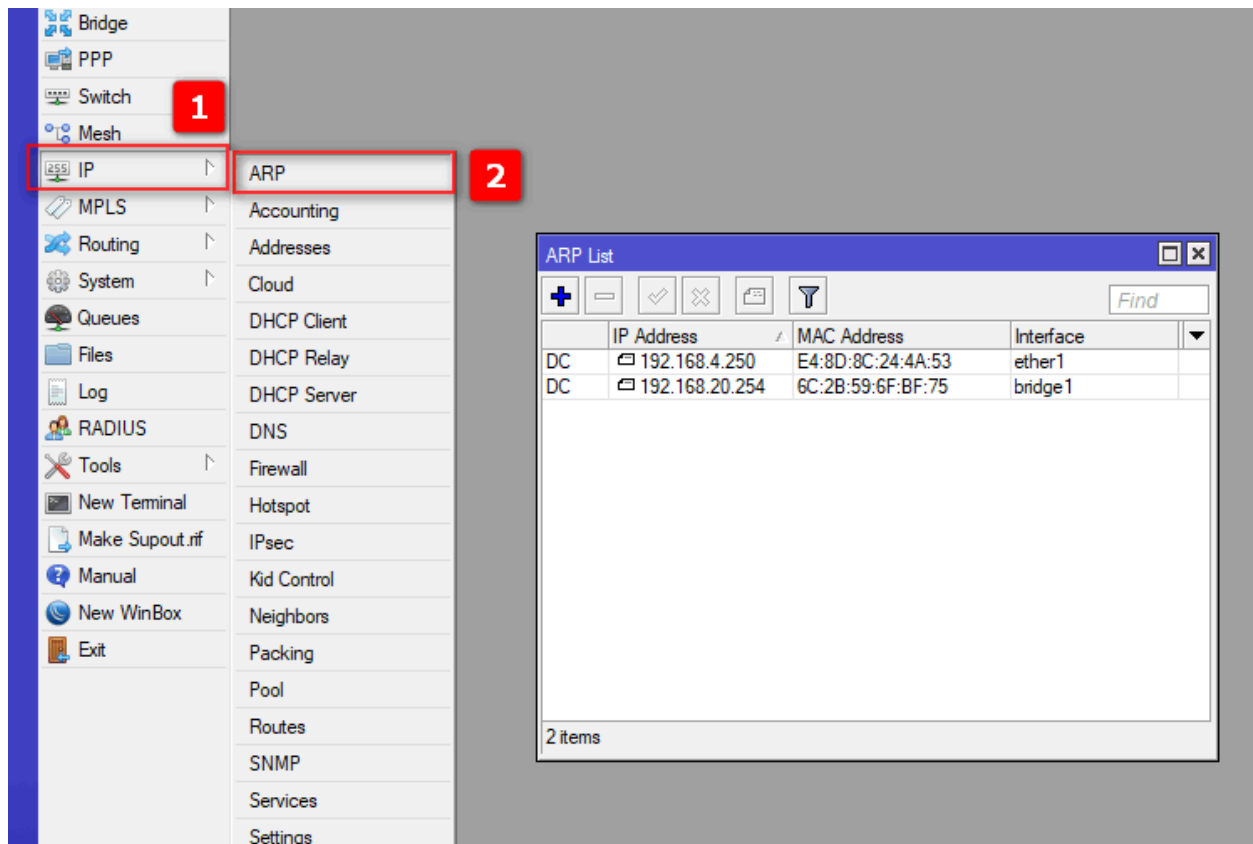 Bridge
PPP
Switch
1
Mesh
255 IP
MPLS
Routing
System
Queues
Files
Log
RADIUS
Tools
New Terminal
Make Supout.rif
Manual
New WinBox
Exit
ARP
2
Accounting
Addresses
Cloud
DHCP Client
DHCP Relay
DHCP Server
DNS
Firewall
Hotspot
IPsec
Kid Control
Neighbors
Packing
Pool
Routes
SNMP
Services
Settings
ARP List
Find
IP Address MAC Address Interface
DC 192.168.4.250 E4:8D:8C:24:4A:53 ether1
DC 192.168.20.254 6C:2B:59:6F:BF:75 bridge1
2 items